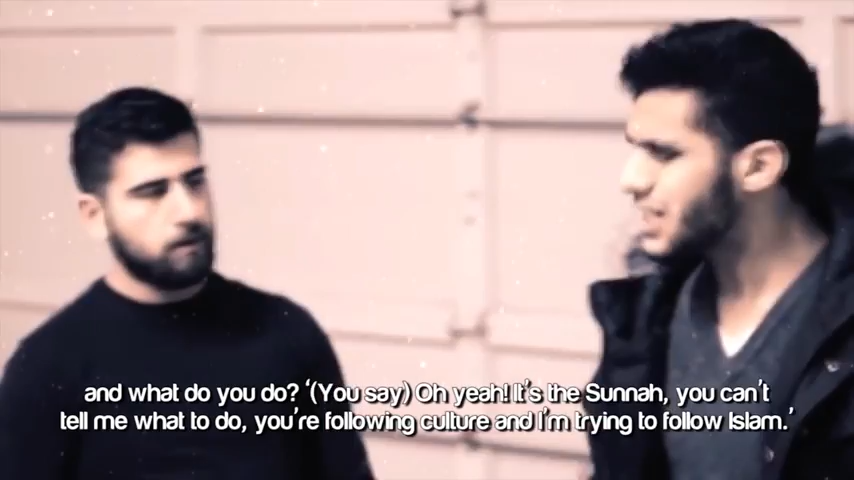 and what do you do? '(You say) Oh yeah! It's the Sunnah, you can't
tell me what to do, you're following culture and I'm trying to follow Islam.'